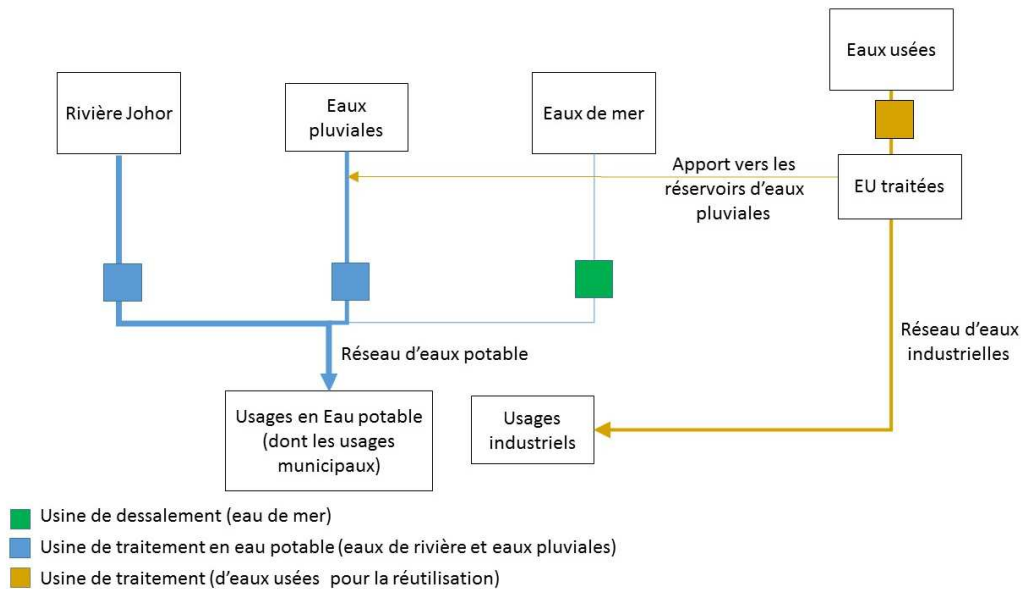 Eaux usées
Rivière Johor
Eaux
pluviales
Eaux de mer
Apport vers les
réservoirs d'eaux
pluviales
EU traitées
Réseau d'eaux potable
Réseau d'eaux
industrielles
Usages en Eau potable
(dont les usages
municipaux)
Usages
industriels
Usine de dessalement (eau de mer)
Usine de traitement en eau potable (eaux de rivière et eaux pluviales)
Usine de traitement (d'eaux usées pour la réutilisation)